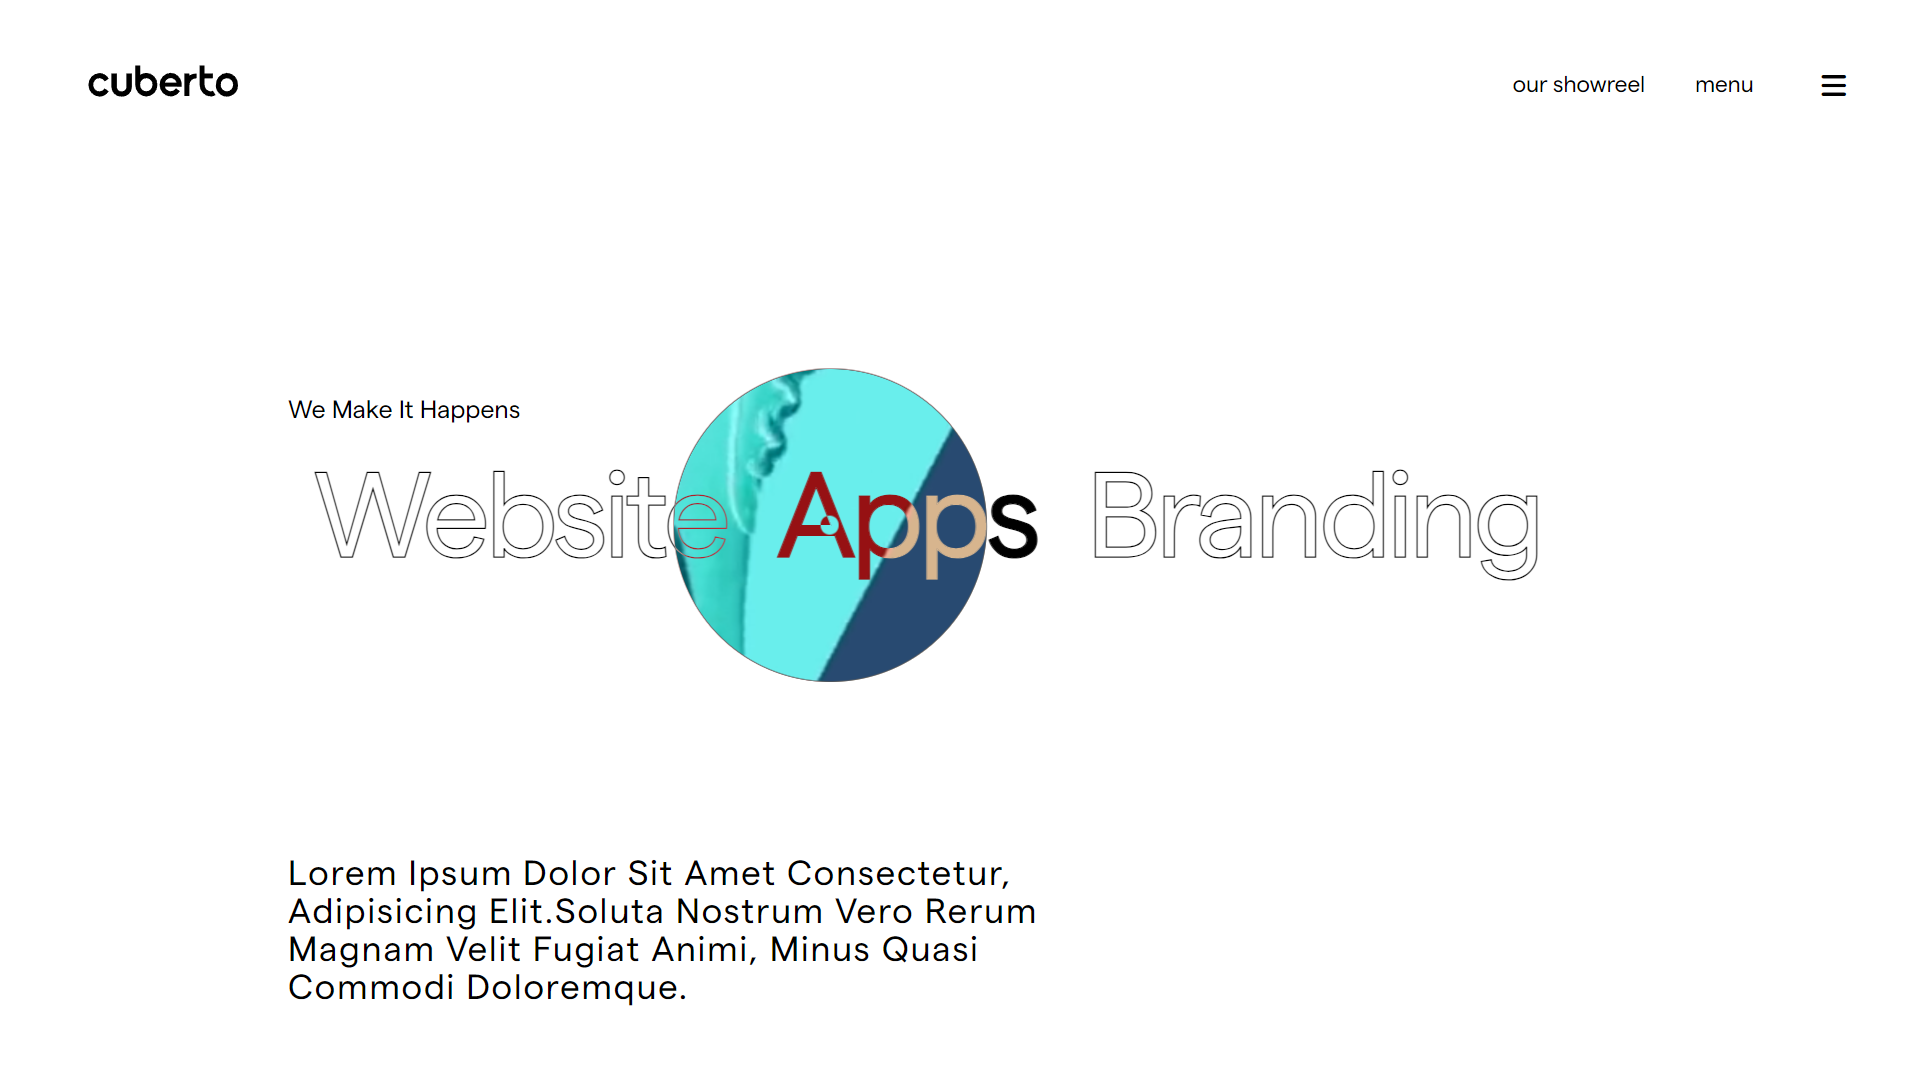 cuberto
our showreel menu
We Make It Happens
Website Apps Branding
Lorem Ipsum Dolor Sit Amet Consectetur,
Adipisicing Elit.Soluta Nostrum Vero Rerum
Magnam Velit Fugiat Animi, Minus Quasi
Commodi Doloremque.